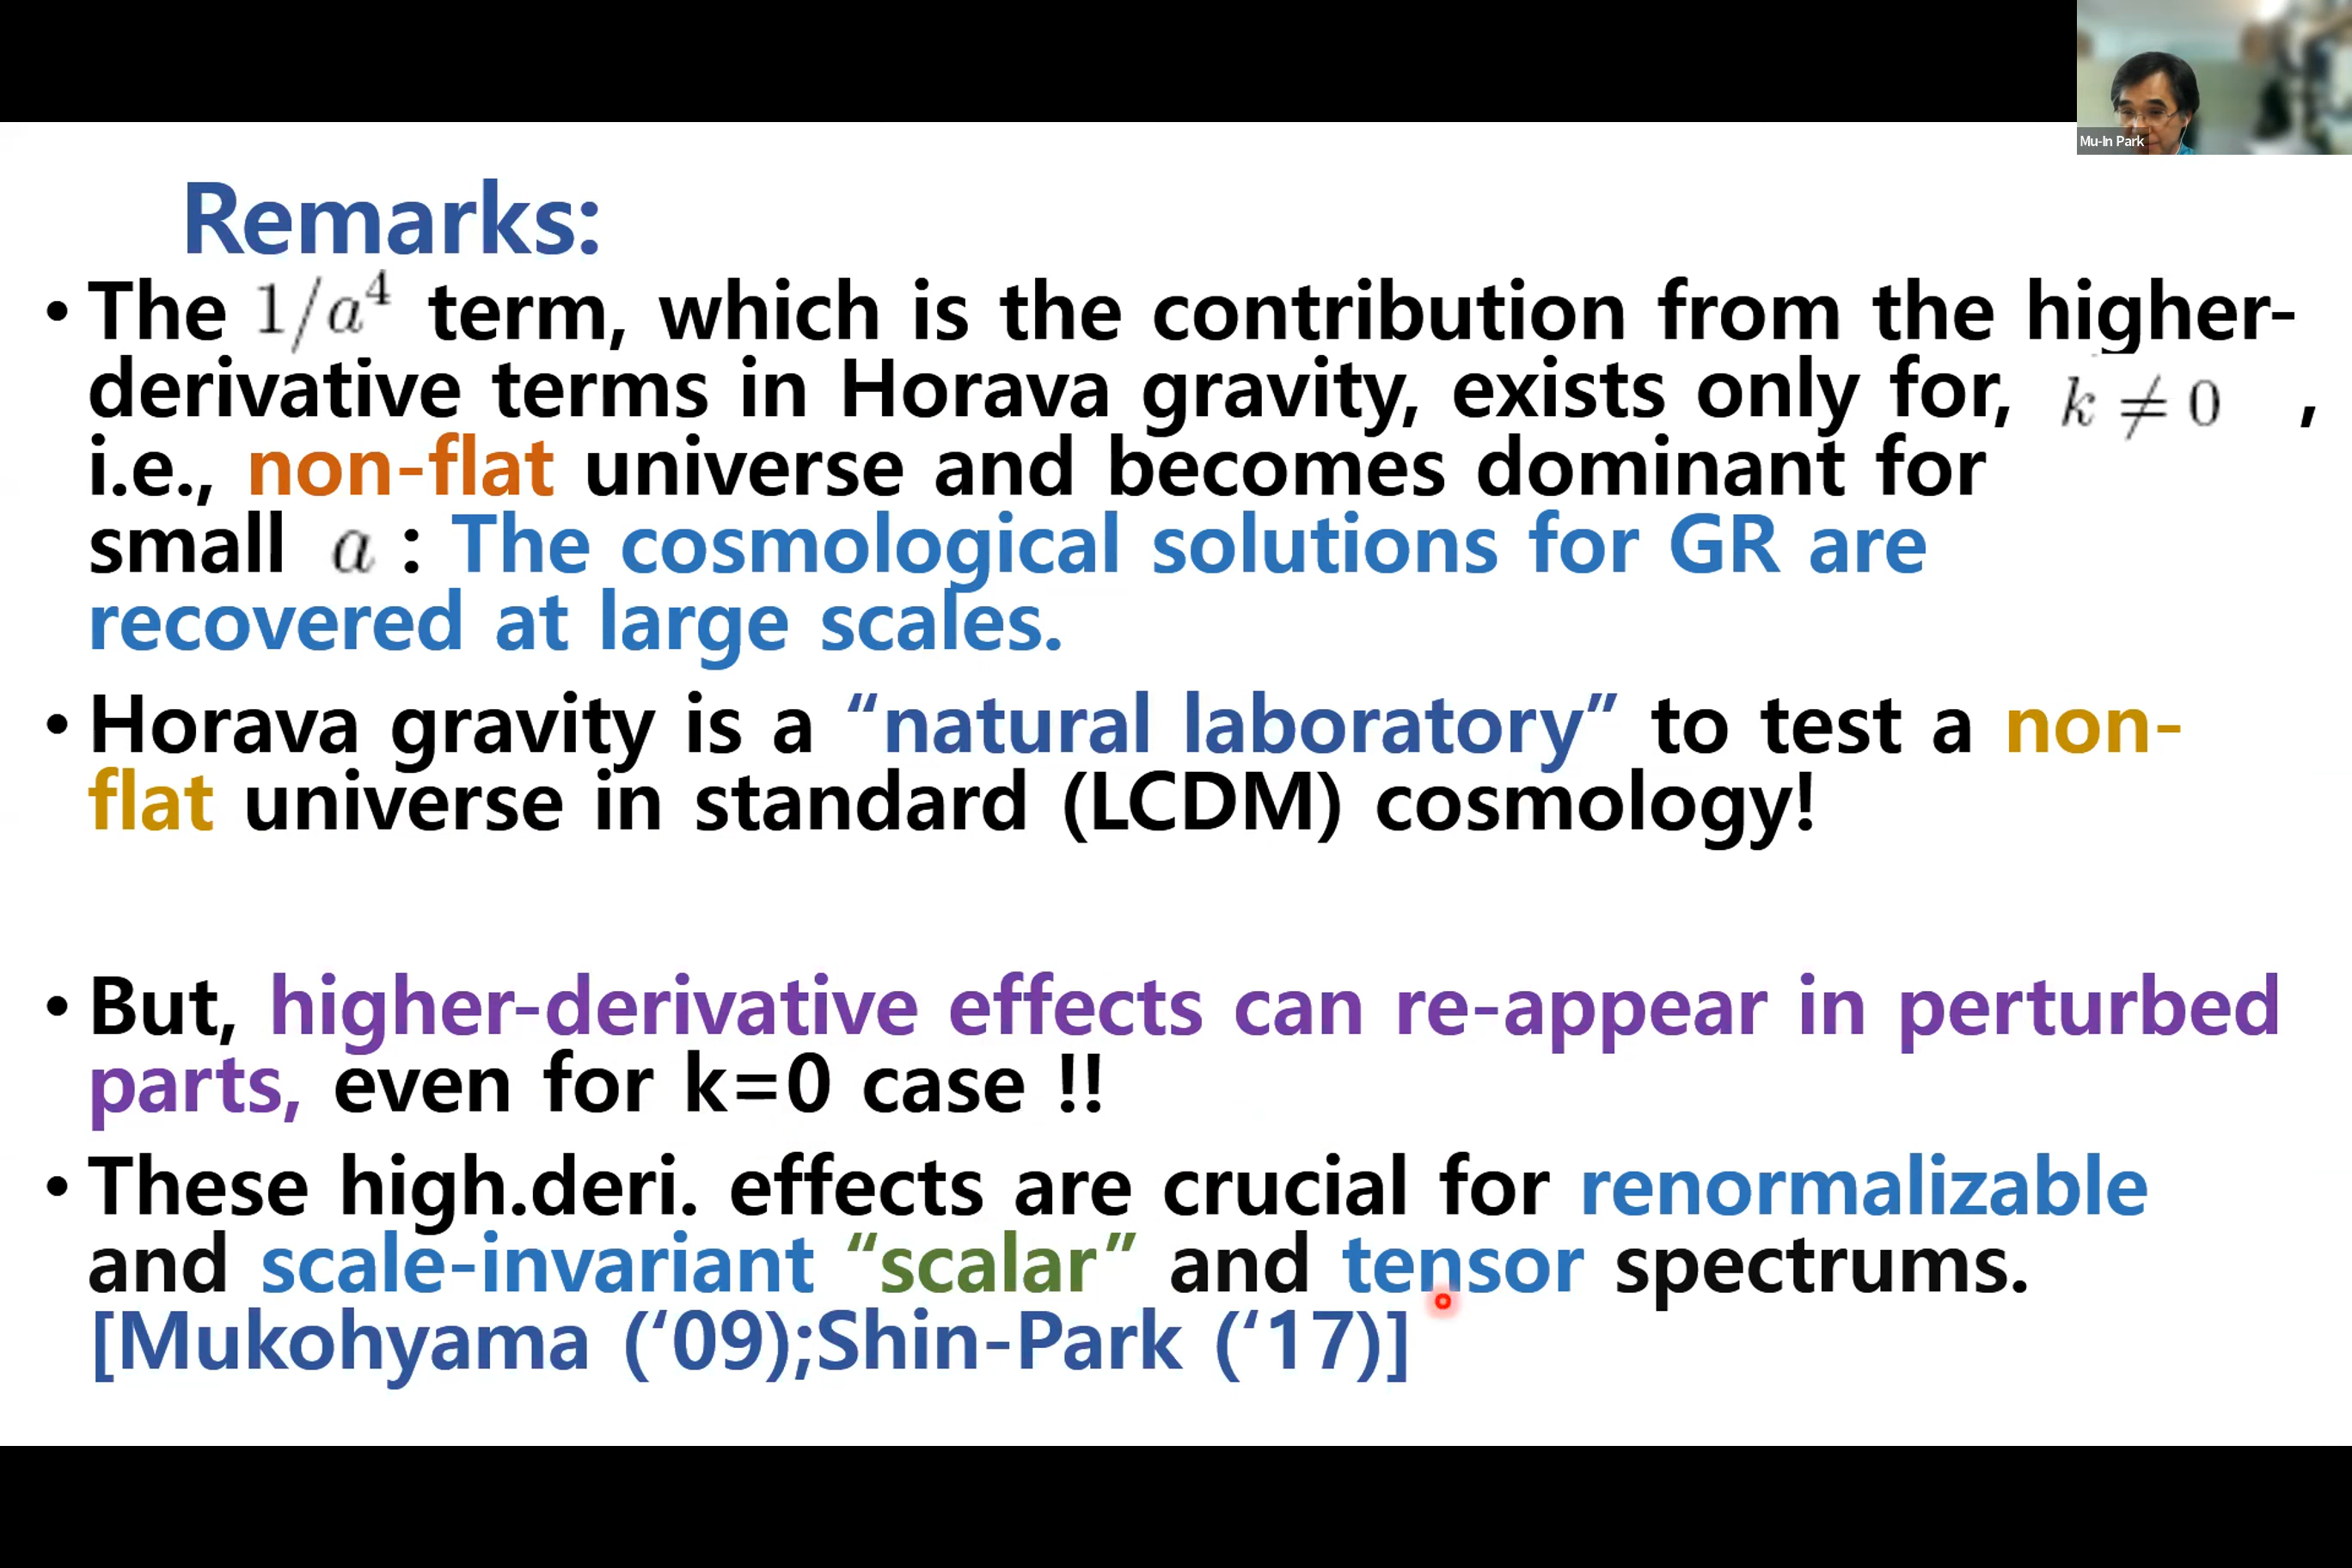 Mu-In Park
Remarks:
• The 1/a⁴ term, which is the contribution from the higher-
derivative terms in Horava gravity, exists only for, k ≠ 0 ,
i.e., non-flat universe and becomes dominant for
small a : The cosmological solutions for GR are
recovered at large scales.
• Horava gravity is a “natural laboratory” to test a non-
flat universe in standard (LCDM) cosmology!
• But, higher-derivative effects can re-appear in perturbed
parts, even for k=0 case !!
• These high.deri. effects are crucial for renormalizable
and scale-invariant “scalar” and tensor spectrums.
[Mukohyama (‘09);Shin-Park (‘17)]